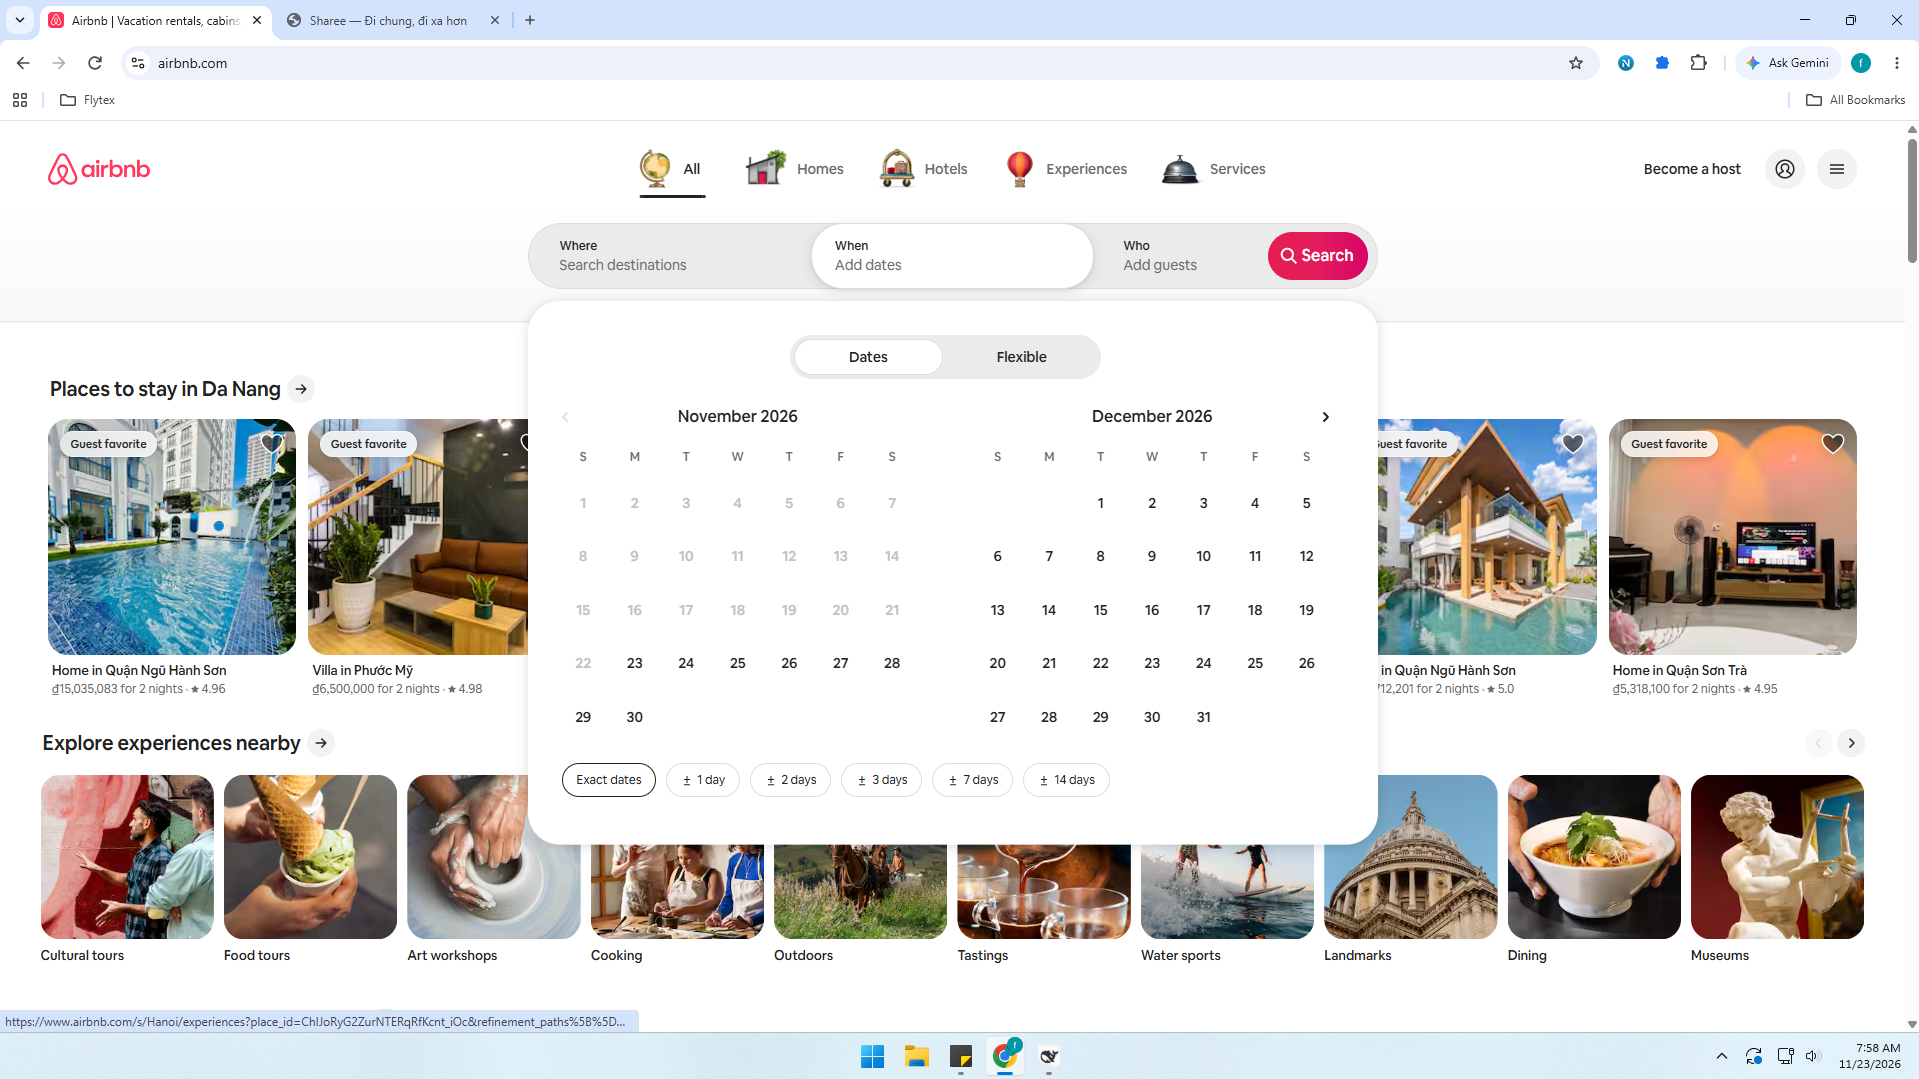 Airbnb | Vacation rentals, cabins
Sharee — Đi chung, đi xa hơn
airbnb.com
Ask Gemini
f
Flytex
All Bookmarks
airbnb
All
Homes
Hotels
Experiences
Services
Become a host
Where
Search destinations
When
Add dates
Who
Add guests
Search
Dates
Flexible
November 2026
S M T W T F S
1 2 3 4 5 6 7
8 9 10 11 12 13 14
15 16 17 18 19 20 21
22 23 24 25 26 27 28
29 30
December 2026
S M T W T F S
1 2 3 4 5
6 7 8 9 10 11 12
13 14 15 16 17 18 19
20 21 22 23 24 25 26
27 28 29 30 31
Exact dates
± 1 day
± 2 days
± 3 days
± 7 days
± 14 days
Places to stay in Da Nang
Guest favorite
Home in Quận Ngũ Hành Sơn
₫15,035,083 for 2 nights · ★ 4.96
Guest favorite
Villa in Phước Mỹ
₫6,500,000 for 2 nights · ★ 4.98
Guest favorite
in Quận Ngũ Hành Sơn
712,201 for 2 nights · ★ 5.0
Guest favorite
Home in Quận Sơn Trà
₫5,318,100 for 2 nights · ★ 4.95
Explore experiences nearby
Cultural tours
Food tours
Art workshops
Cooking
Outdoors
Tastings
Water sports
Landmarks
Dining
Museums
https://www.airbnb.com/s/Hanoi/experiences?place_id=ChIJoRyG2ZurNTERqRfKcnt_iOc&refinement_paths%5B%5D...
f
7:58 AM
11/23/2026